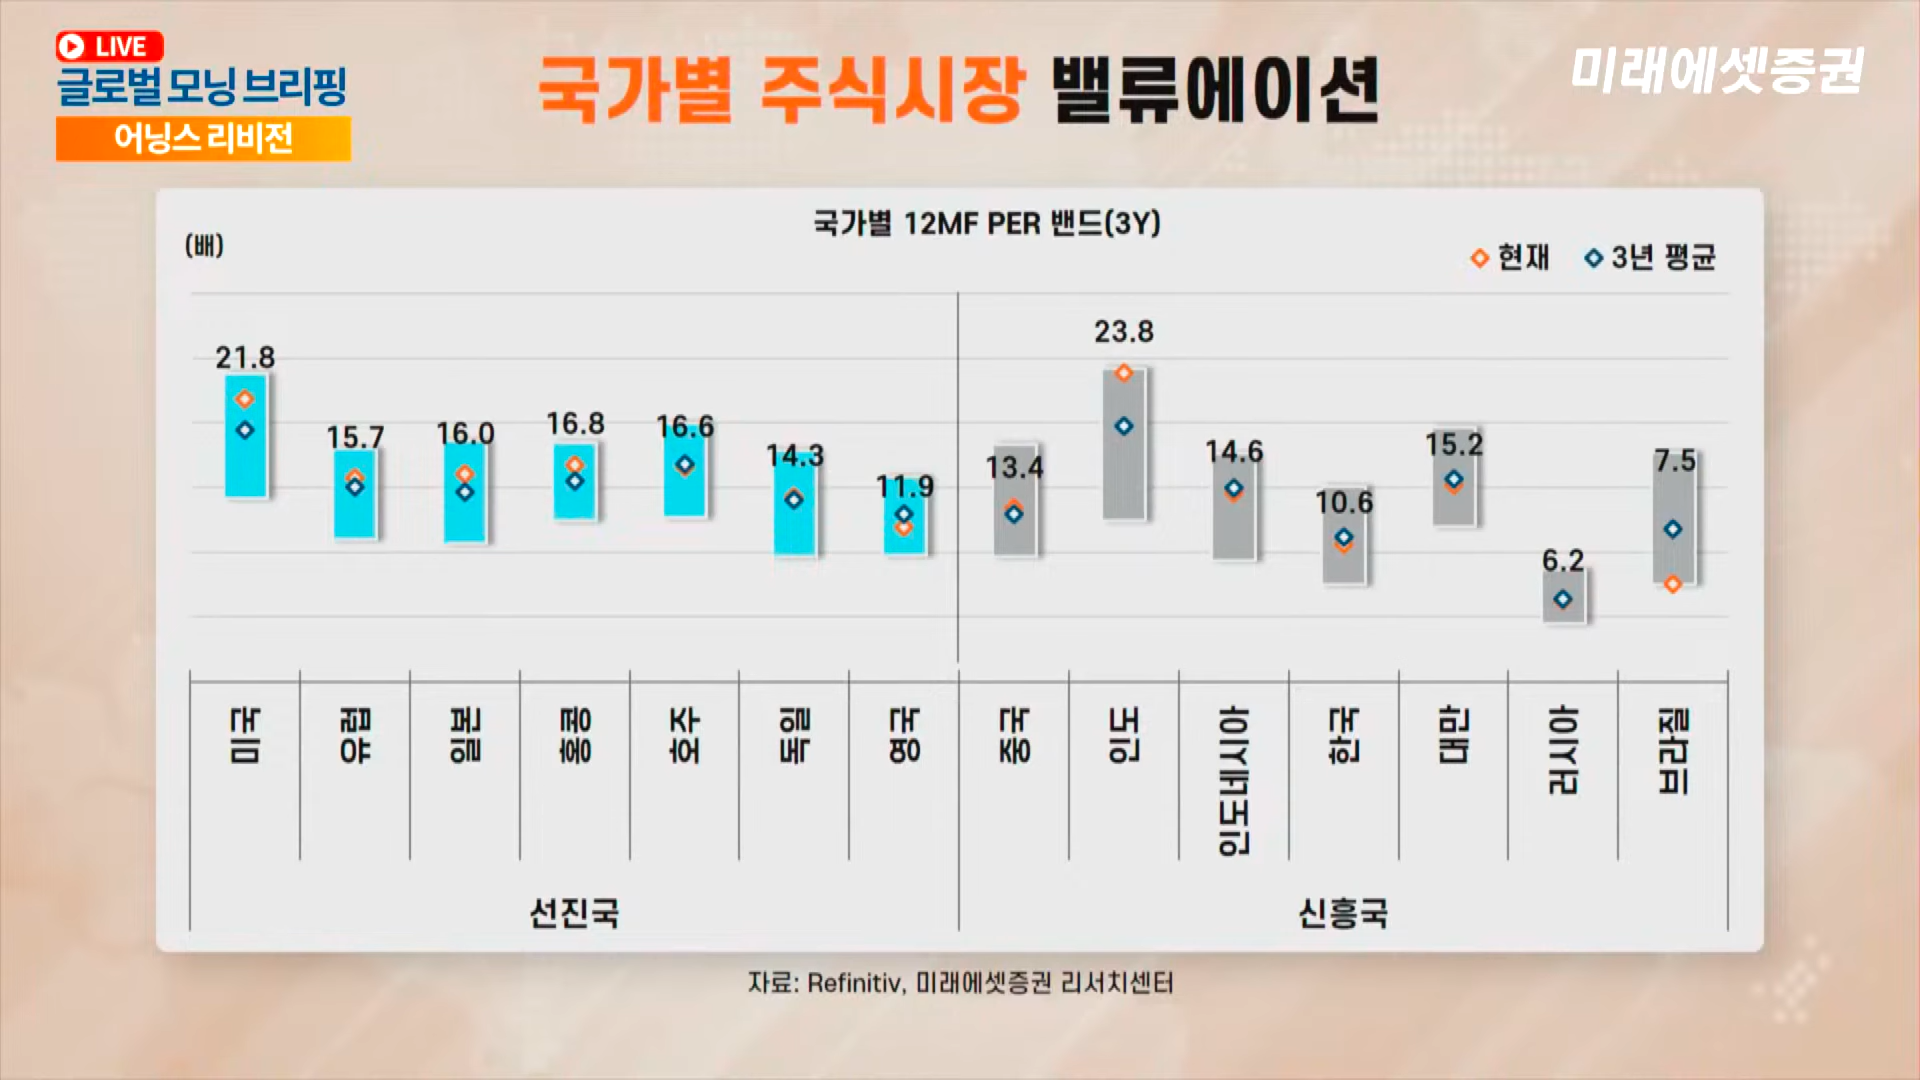 LIVE
글로벌 모닝 브리핑
어닝스 리비전
국가별 주식시장 밸류에이션
미래에셋증권
국가별 12MF PER 밴드(3Y)
(배)
현재 3년 평균
21.8 15.7 16.0 16.8 16.6 14.3 11.9 13.4 23.8 14.6 10.6 15.2 6.2 7.5
미국 유럽 일본 홍콩 호주 독일 영국 중국 인도 인도네시아 한국 대만 러시아 브라질
선진국 신흥국
자료: Refinitiv, 미래에셋증권 리서치센터